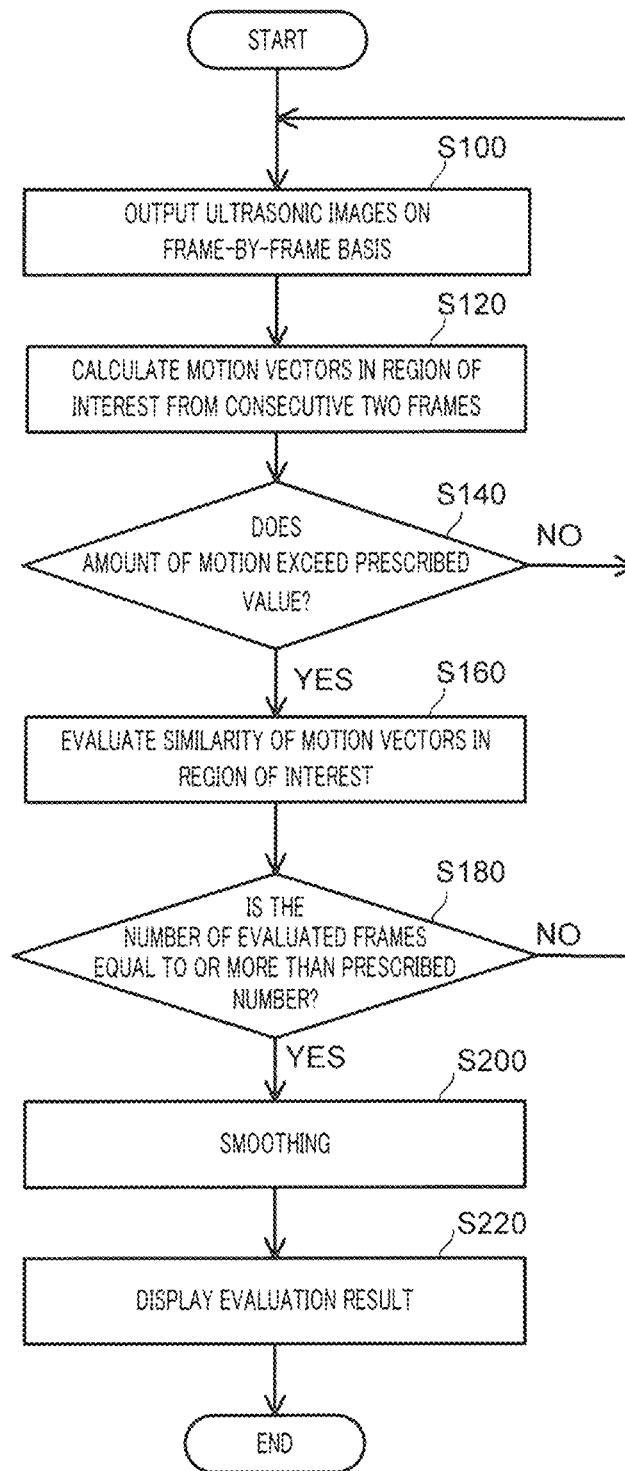 START
S100
OUTPUT ULTRASONIC IMAGES ON
FRAME-BY-FRAME BASIS
S120
CALCULATE MOTION VECTORS IN REGION OF
INTEREST FROM CONSECUTIVE TWO FRAMES
S140
DOES
AMOUNT OF MOTION EXCEED PRESCRIBED
VALUE?
NO
YES
S160
EVALUATE SIMILARITY OF MOTION VECTORS IN
REGION OF INTEREST
S180
IS THE
NUMBER OF EVALUATED FRAMES
EQUAL TO OR MORE THAN PRESCRIBED
NUMBER?
NO
YES
S200
SMOOTHING
S220
DISPLAY EVALUATION RESULT
END